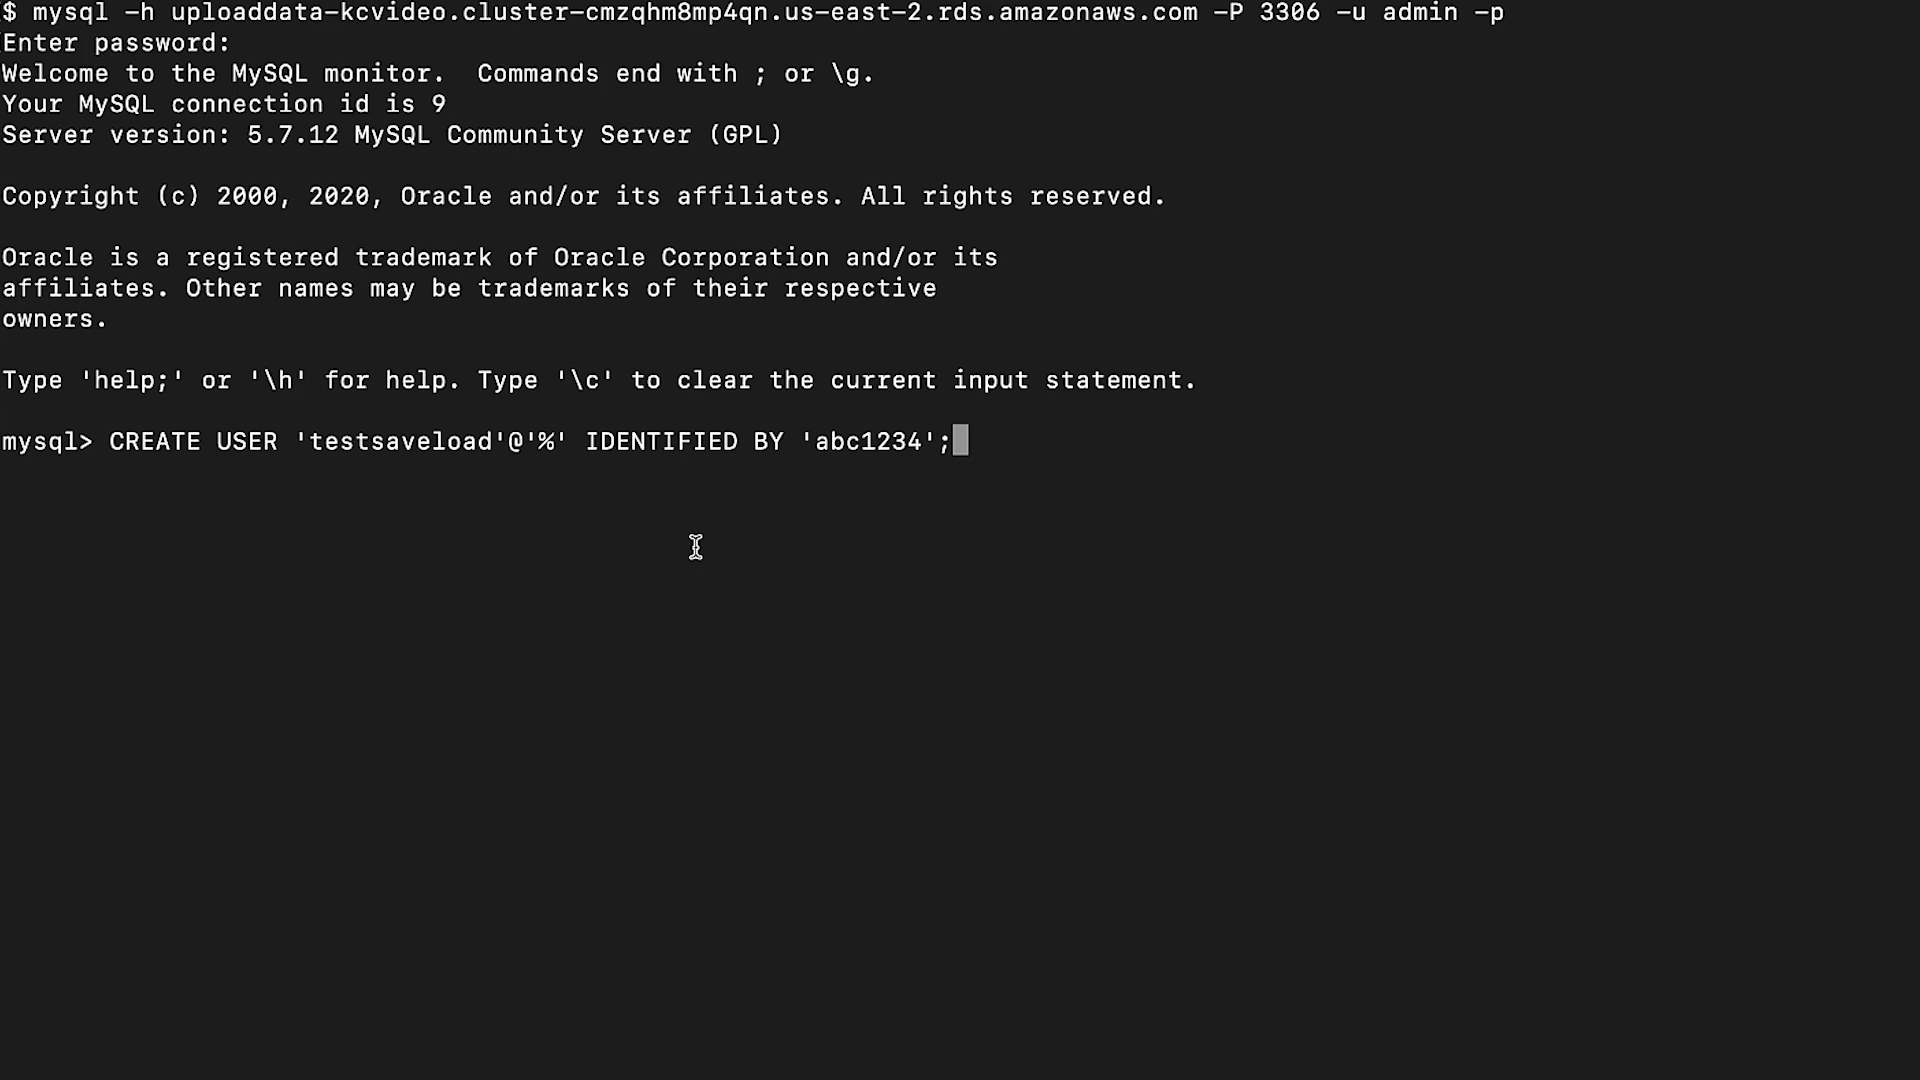 $ mysql -h uploaddata-kcvideo.cluster-cmzqhm8mp4qn.us-east-2.rds.amazonaws.com -P 3306 -u admin -p
Enter password:
Welcome to the MySQL monitor.  Commands end with ; or \g.
Your MySQL connection id is 9
Server version: 5.7.12 MySQL Community Server (GPL)
Copyright (c) 2000, 2020, Oracle and/or its affiliates. All rights reserved.
Oracle is a registered trademark of Oracle Corporation and/or its
affiliates. Other names may be trademarks of their respective
owners.
Type 'help;' or '\h' for help. Type '\c' to clear the current input statement.
mysql> CREATE USER 'testsaveload'@'%' IDENTIFIED BY 'abc1234';